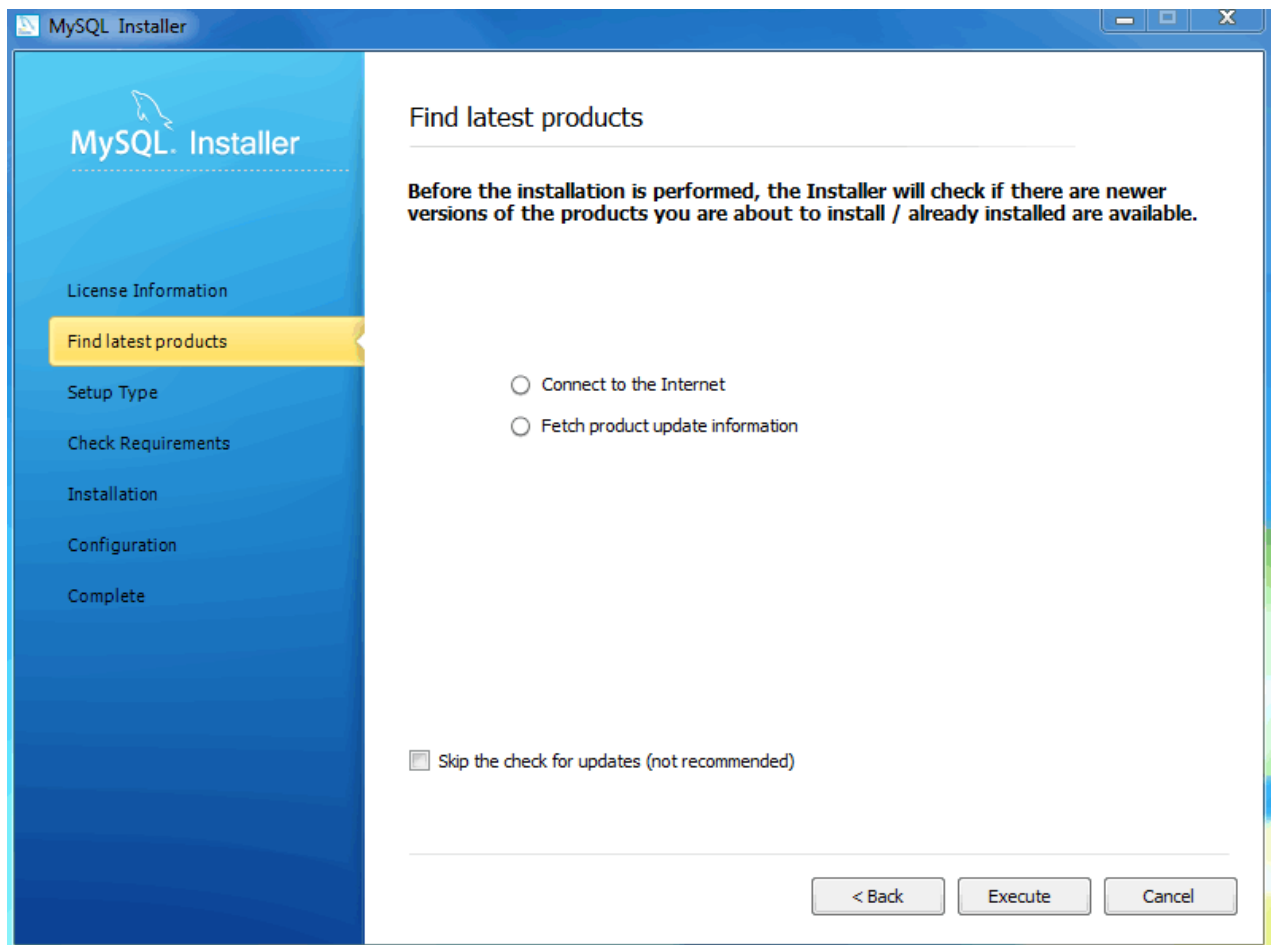 MySQL Installer
MySQL. Installer
License Information
Find latest products
Setup Type
Check Requirements
Installation
Configuration
Complete
Find latest products
Before the installation is performed, the Installer will check if there are newer
versions of the products you are about to install / already installed are available.
Connect to the Internet
Fetch product update information
Skip the check for updates (not recommended)
< Back
Execute
Cancel